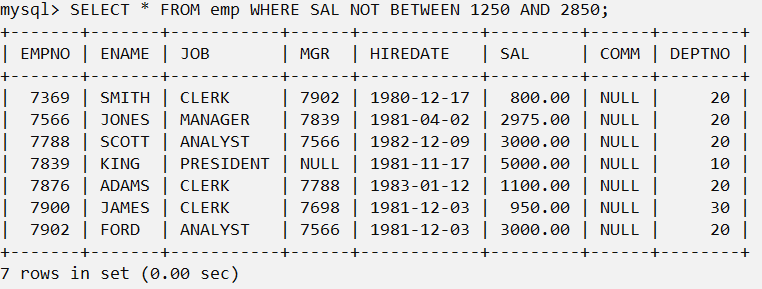 mysql> SELECT * FROM emp WHERE SAL NOT BETWEEN 1250 AND 2850;
+-------+-------+-----------+------+------------+---------+------+--------+
| EMPNO | ENAME | JOB       | MGR  | HIREDATE   | SAL     | COMM | DEPTNO |
+-------+-------+-----------+------+------------+---------+------+--------+
|  7369 | SMITH | CLERK     | 7902 | 1980-12-17 |  800.00 | NULL |     20 |
|  7566 | JONES | MANAGER   | 7839 | 1981-04-02 | 2975.00 | NULL |     20 |
|  7788 | SCOTT | ANALYST   | 7566 | 1982-12-09 | 3000.00 | NULL |     20 |
|  7839 | KING  | PRESIDENT | NULL | 1981-11-17 | 5000.00 | NULL |     10 |
|  7876 | ADAMS | CLERK     | 7788 | 1983-01-12 | 1100.00 | NULL |     20 |
|  7900 | JAMES | CLERK     | 7698 | 1981-12-03 |  950.00 | NULL |     30 |
|  7902 | FORD  | ANALYST   | 7566 | 1981-12-03 | 3000.00 | NULL |     20 |
+-------+-------+-----------+------+------------+---------+------+--------+
7 rows in set (0.00 sec)